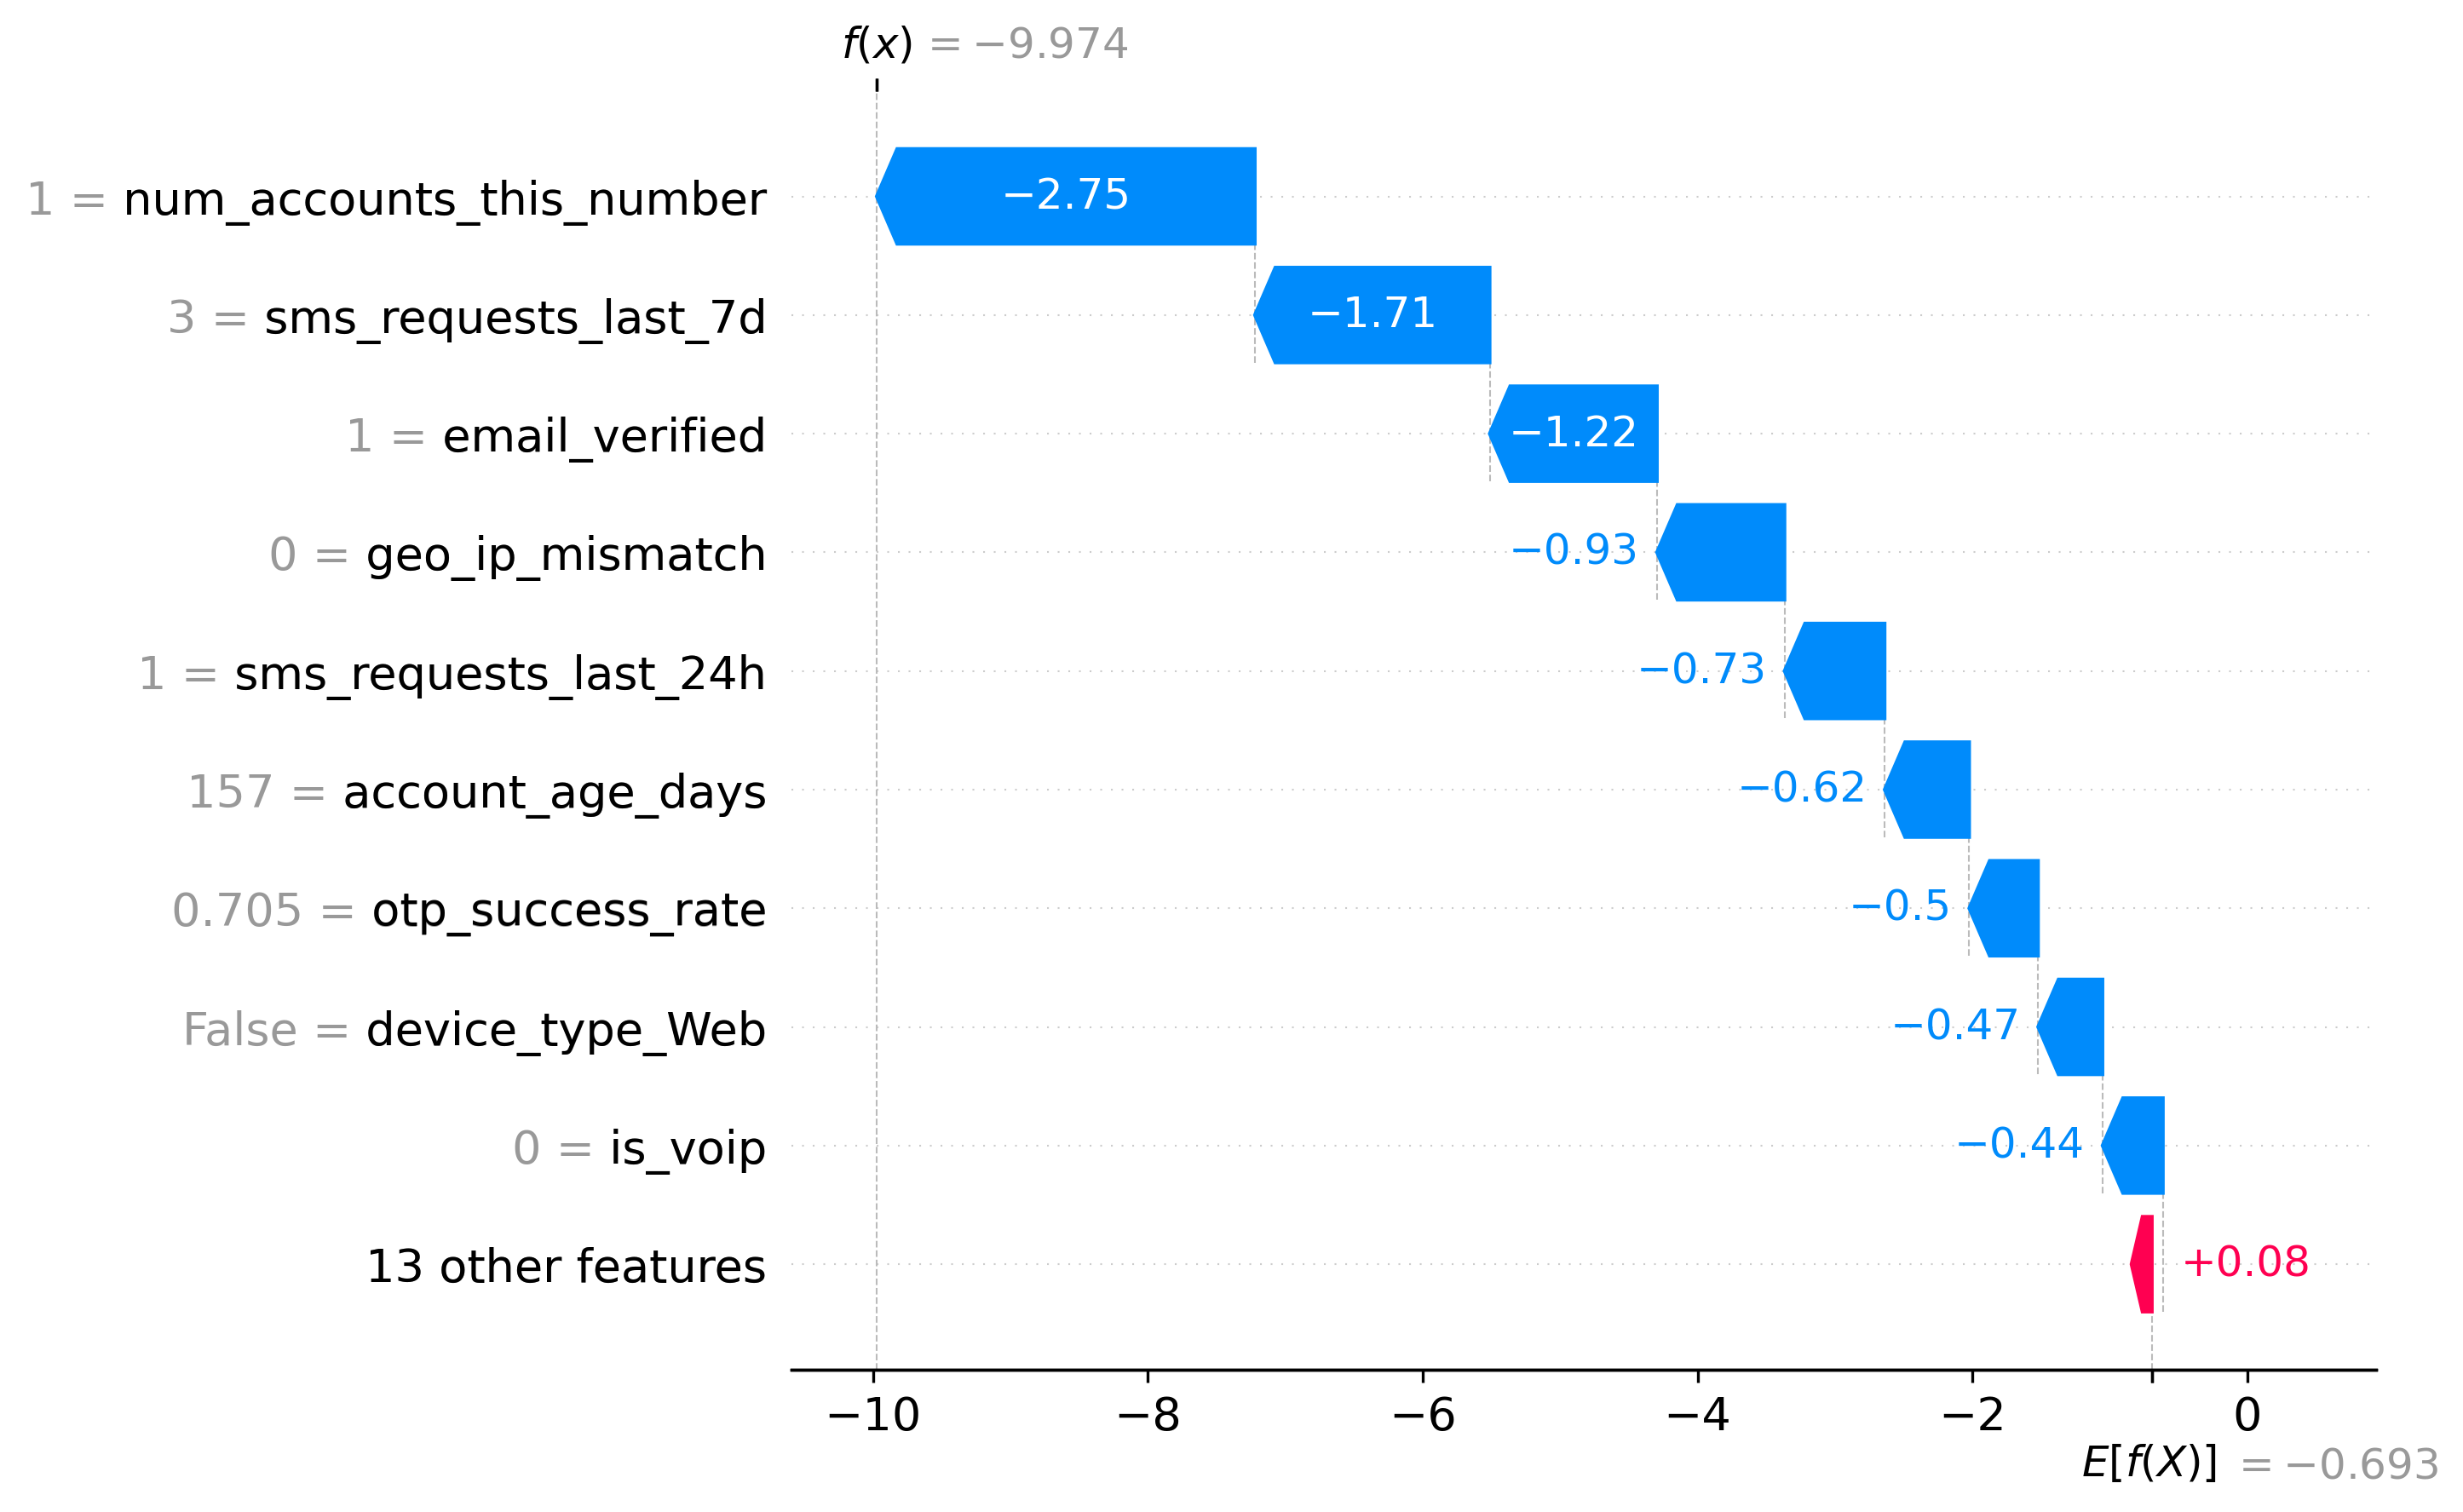 f(x) = −9.974
1 = num_accounts_this_number −2.75
3 = sms_requests_last_7d −1.71
1 = email_verified −1.22
0 = geo_ip_mismatch −0.93
1 = sms_requests_last_24h −0.73
157 = account_age_days −0.62
0.705 = otp_success_rate −0.5
False = device_type_Web −0.47
0 = is_voip −0.44
13 other features +0.08
−10 −8 −6 −4 −2 0
E[f(X)] = −0.693